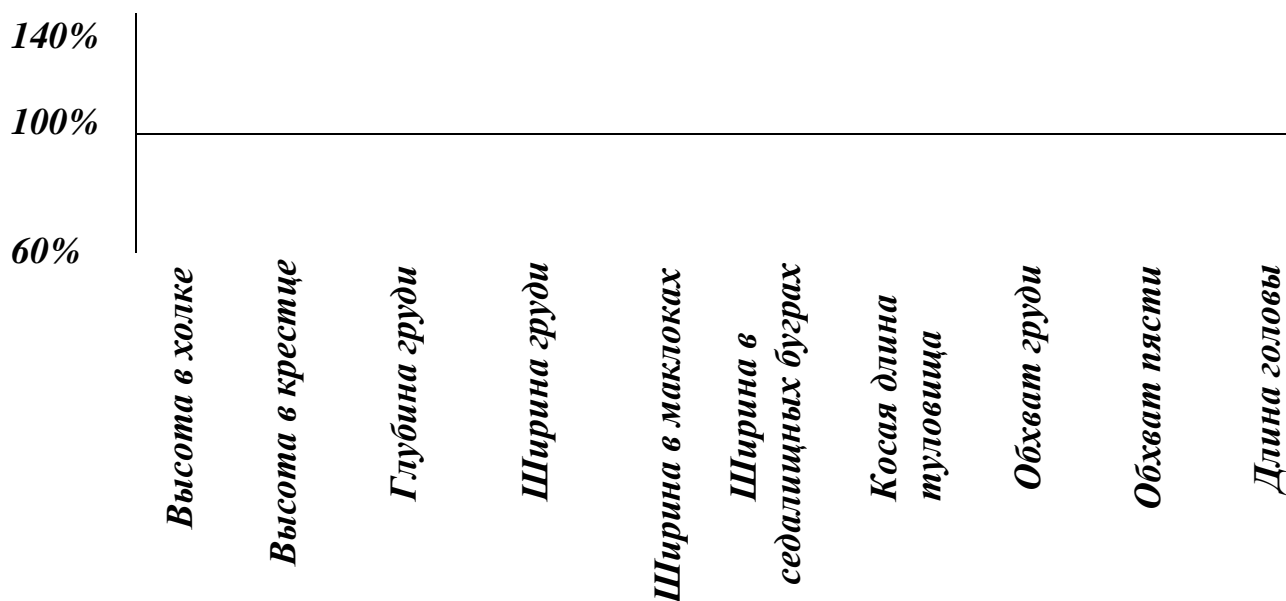 140%
100%
60%
Высота в холке
Высота в крестце
Глубина груди
Ширина груди
Ширина в маклоках
Ширина в
седалищных буграх
Косая длина
туловища
Обхват груди
Обхват пясти
Длина головы